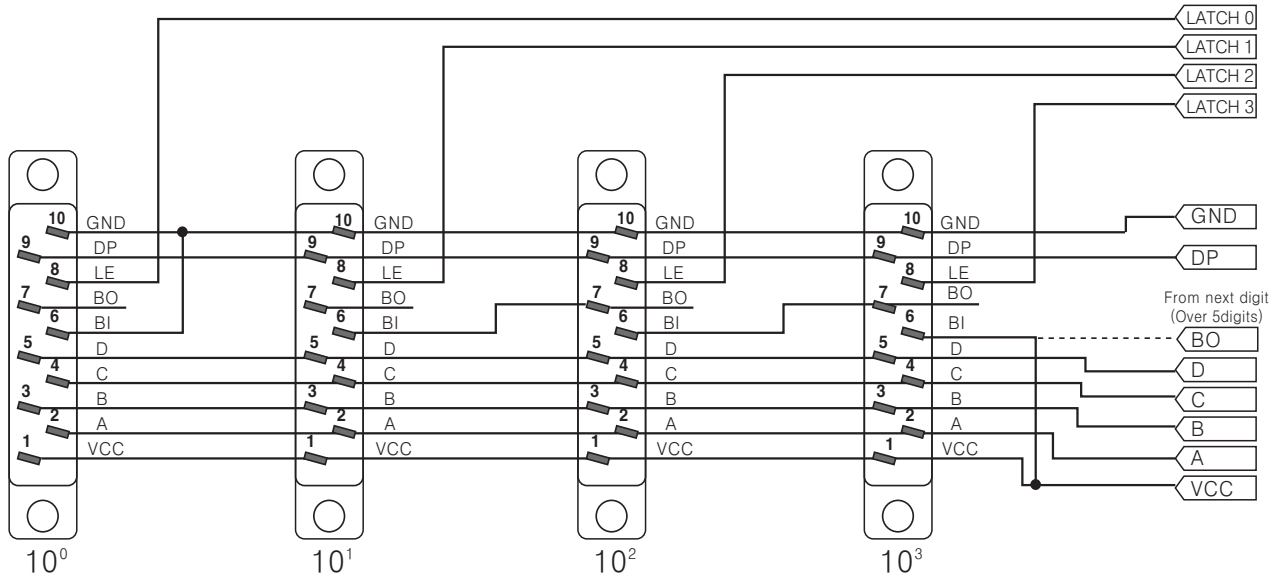 LATCH 0
LATCH 1
LATCH 2
LATCH 3
10 GND 10 GND 10 GND 10 GND GND
9 DP 9 DP 9 DP 9 DP DP
8 LE 8 LE 8 LE 8 LE
7 BO 7 BO 7 BO 7 BO
From next digit
(Over 5digits)
6 BI 6 BI 6 BI 6 BI BO
5 D 5 D 5 D 5 D D
4 C 4 C 4 C 4 C C
3 B 3 B 3 B 3 B B
2 A 2 A 2 A 2 A A
1 VCC 1 VCC 1 VCC 1 VCC VCC
10⁰ 10¹ 10² 10³